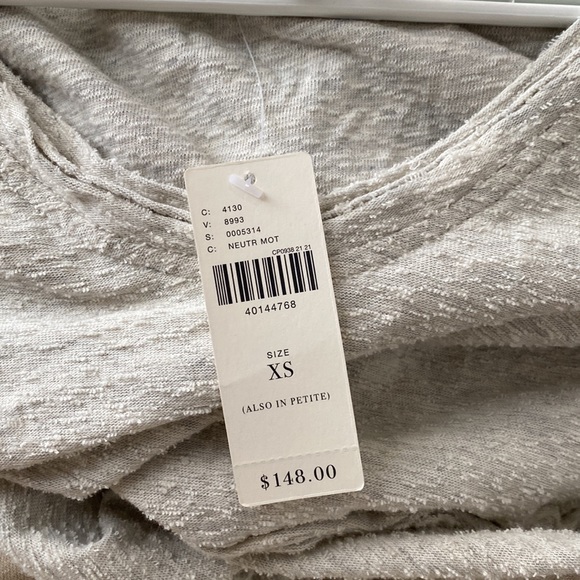 C: 4130
V: 8993
S: 0005314
C: NEUTR MOT
CP0938 21 21
40144768
SIZE
XS
(ALSO IN PETITE)
$148.00